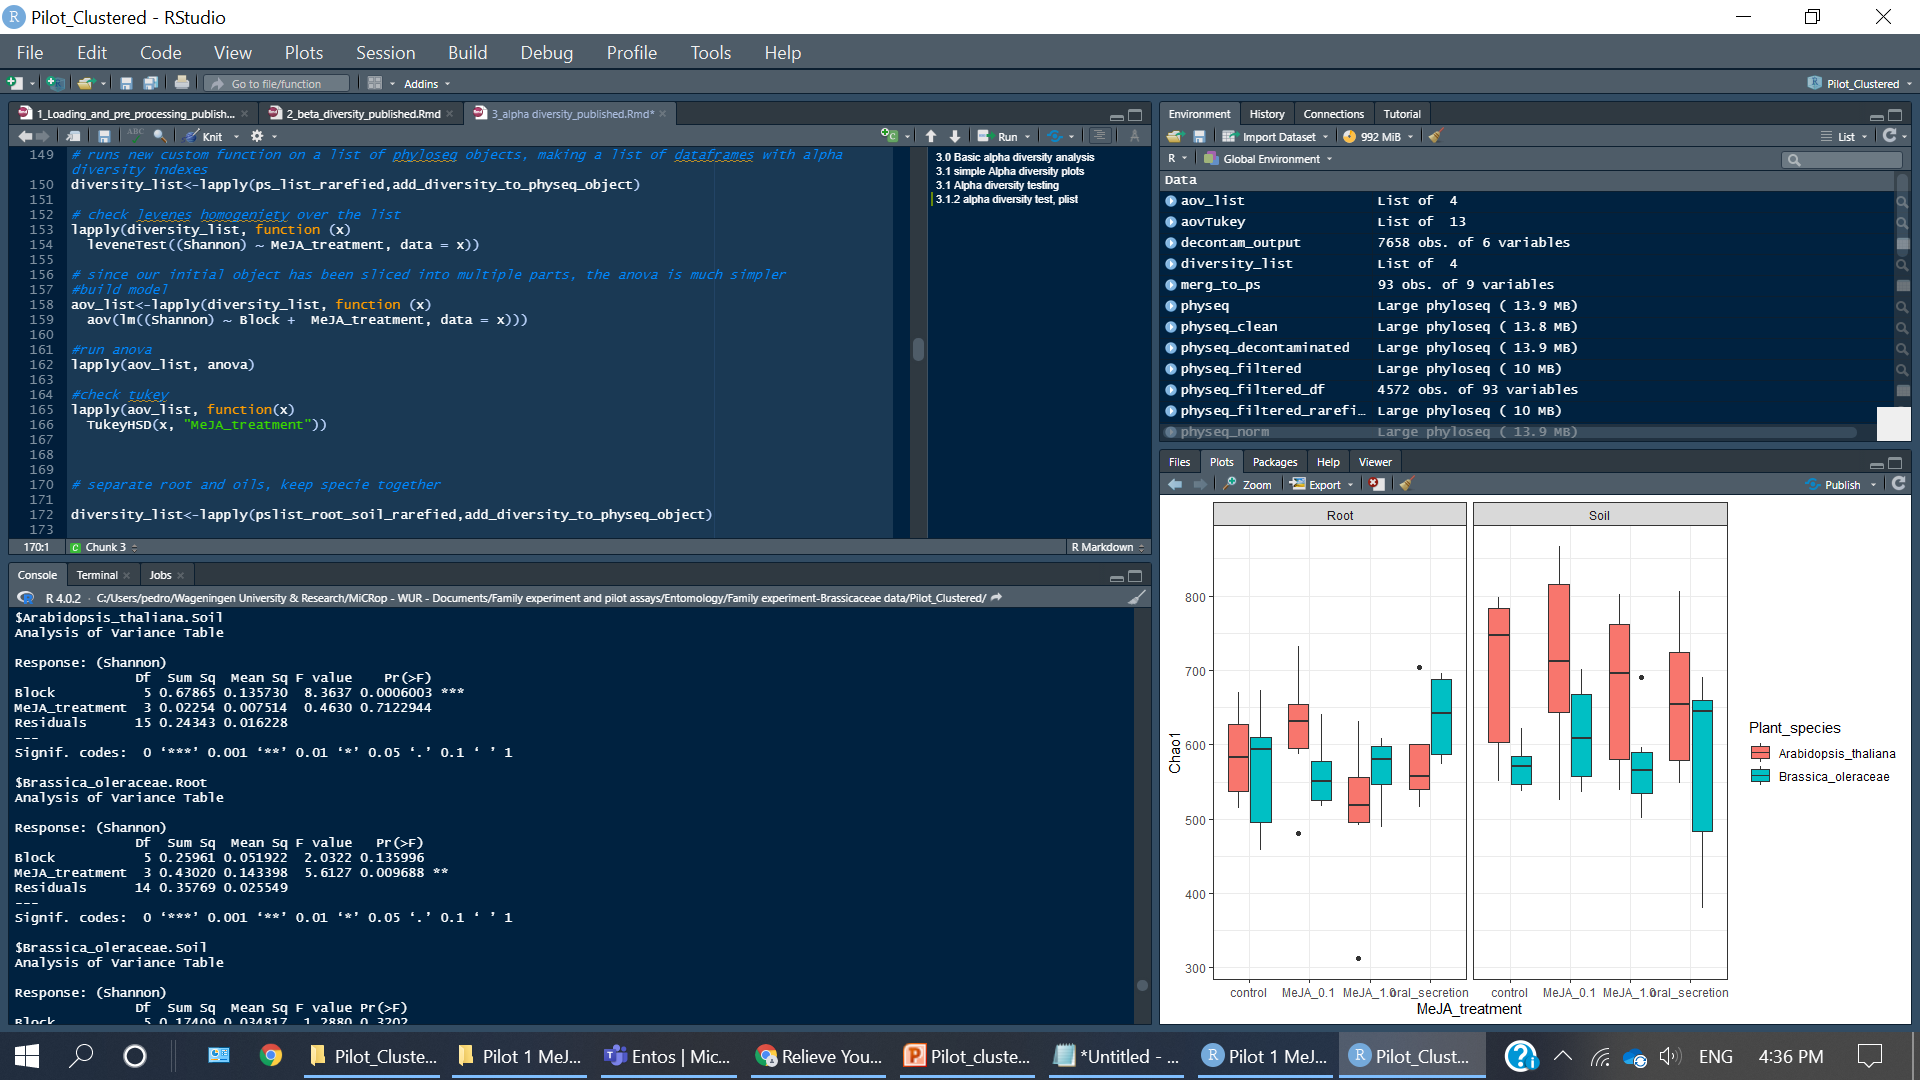 Pilot_Clustered - RStudio
File Edit Code View Plots Session Build Debug Profile Tools Help
Go to file/function Addins Pilot_Clustered
1_Loading_and_pre_processing_publish... 2_beta_diversity_published.Rmd 3_alpha diversity_published.Rmd*
ABC Knit Run
149 # runs new custom function on a list of phyloseq objects, making a list of dataframes with alpha
diversity indexes
150 diversity_list<-lapply(ps_list_rarefied,add_diversity_to_physeq_object)
151
152 # check levenes homogeniety over the list
153 lapply(diversity_list, function (x)
154 leveneTest((Shannon) ~ MeJA_treatment, data = x))
155
156 # since our initial object has been sliced into multiple parts, the anova is much simpler
157 #build model
158 aov_list<-lapply(diversity_list, function (x)
159 aov(lm((Shannon) ~ Block + MeJA_treatment, data = x)))
160
161 #run anova
162 lapply(aov_list, anova)
163
164 #check tukey
165 lapply(aov_list, function(x)
166 TukeyHSD(x, "MeJA_treatment"))
167
168
169
170 # separate root and oils, keep specie together
171
172 diversity_list<-lapply(pslist_root_soil_rarefied,add_diversity_to_physeq_object)
173
3.0 Basic alpha diversity analysis
3.1 simple Alpha diversity plots
3.1 Alpha diversity testing
3.1.2 alpha diversity test, plist
170:1 Chunk 3 R Markdown
Console Terminal Jobs
R 4.0.2 · C:/Users/pedro/Wageningen University & Research/MiCRop - WUR - Documents/Family experiment and pilot assays/Entomology/Family experiment-Brassicaceae data/Pilot_Clustered/
$Arabidopsis_thaliana.Soil
Analysis of Variance Table
Response: (Shannon)
Df Sum Sq Mean Sq F value Pr(>F)
Block 5 0.67865 0.135730 8.3637 0.0006003 ***
MeJA_treatment 3 0.02254 0.007514 0.4630 0.7122944
Residuals 15 0.24343 0.016228
---
Signif. codes: 0 ‘***’ 0.001 ‘**’ 0.01 ‘*’ 0.05 ‘.’ 0.1 ‘ ’ 1
$Brassica_oleraceae.Root
Analysis of Variance Table
Response: (Shannon)
Df Sum Sq Mean Sq F value Pr(>F)
Block 5 0.25961 0.051922 2.0322 0.135996
MeJA_treatment 3 0.43020 0.143398 5.6127 0.009688 **
Residuals 14 0.35769 0.025549
---
Signif. codes: 0 ‘***’ 0.001 ‘**’ 0.01 ‘*’ 0.05 ‘.’ 0.1 ‘ ’ 1
$Brassica_oleraceae.Soil
Analysis of Variance Table
Response: (Shannon)
Df Sum Sq Mean Sq F value Pr(>F)
Block 5 0.17409 0.034817 1.2880 0.3202
Environment History Connections Tutorial
Import Dataset 992 MiB List
R Global Environment
Data
aov_list List of 4
aovTukey List of 13
decontam_output 7658 obs. of 6 variables
diversity_list List of 4
merg_to_ps 93 obs. of 9 variables
physeq Large phyloseq ( 13.9 MB)
physeq_clean Large phyloseq ( 13.8 MB)
physeq_decontaminated Large phyloseq ( 13.9 MB)
physeq_filtered Large phyloseq ( 10 MB)
physeq_filtered_df 4572 obs. of 93 variables
physeq_filtered_rarefi... Large phyloseq ( 10 MB)
physeq_norm Large phyloseq ( 13.9 MB)
Files Plots Packages Help Viewer
Zoom Export Publish
Root Soil
Chao1
800
700
600
500
400
300
control MeJA_0.1 MeJA_1.0 oral_secretion control MeJA_0.1 MeJA_1.0 oral_secretion
MeJA_treatment
Plant_species
Arabidopsis_thaliana
Brassica_oleraceae
Pilot_Cluste... Pilot 1 MeJ... Entos | Mic... Relieve You... Pilot_cluste... *Untitled - ... Pilot 1 MeJ... Pilot_Clust... ENG 4:36 PM